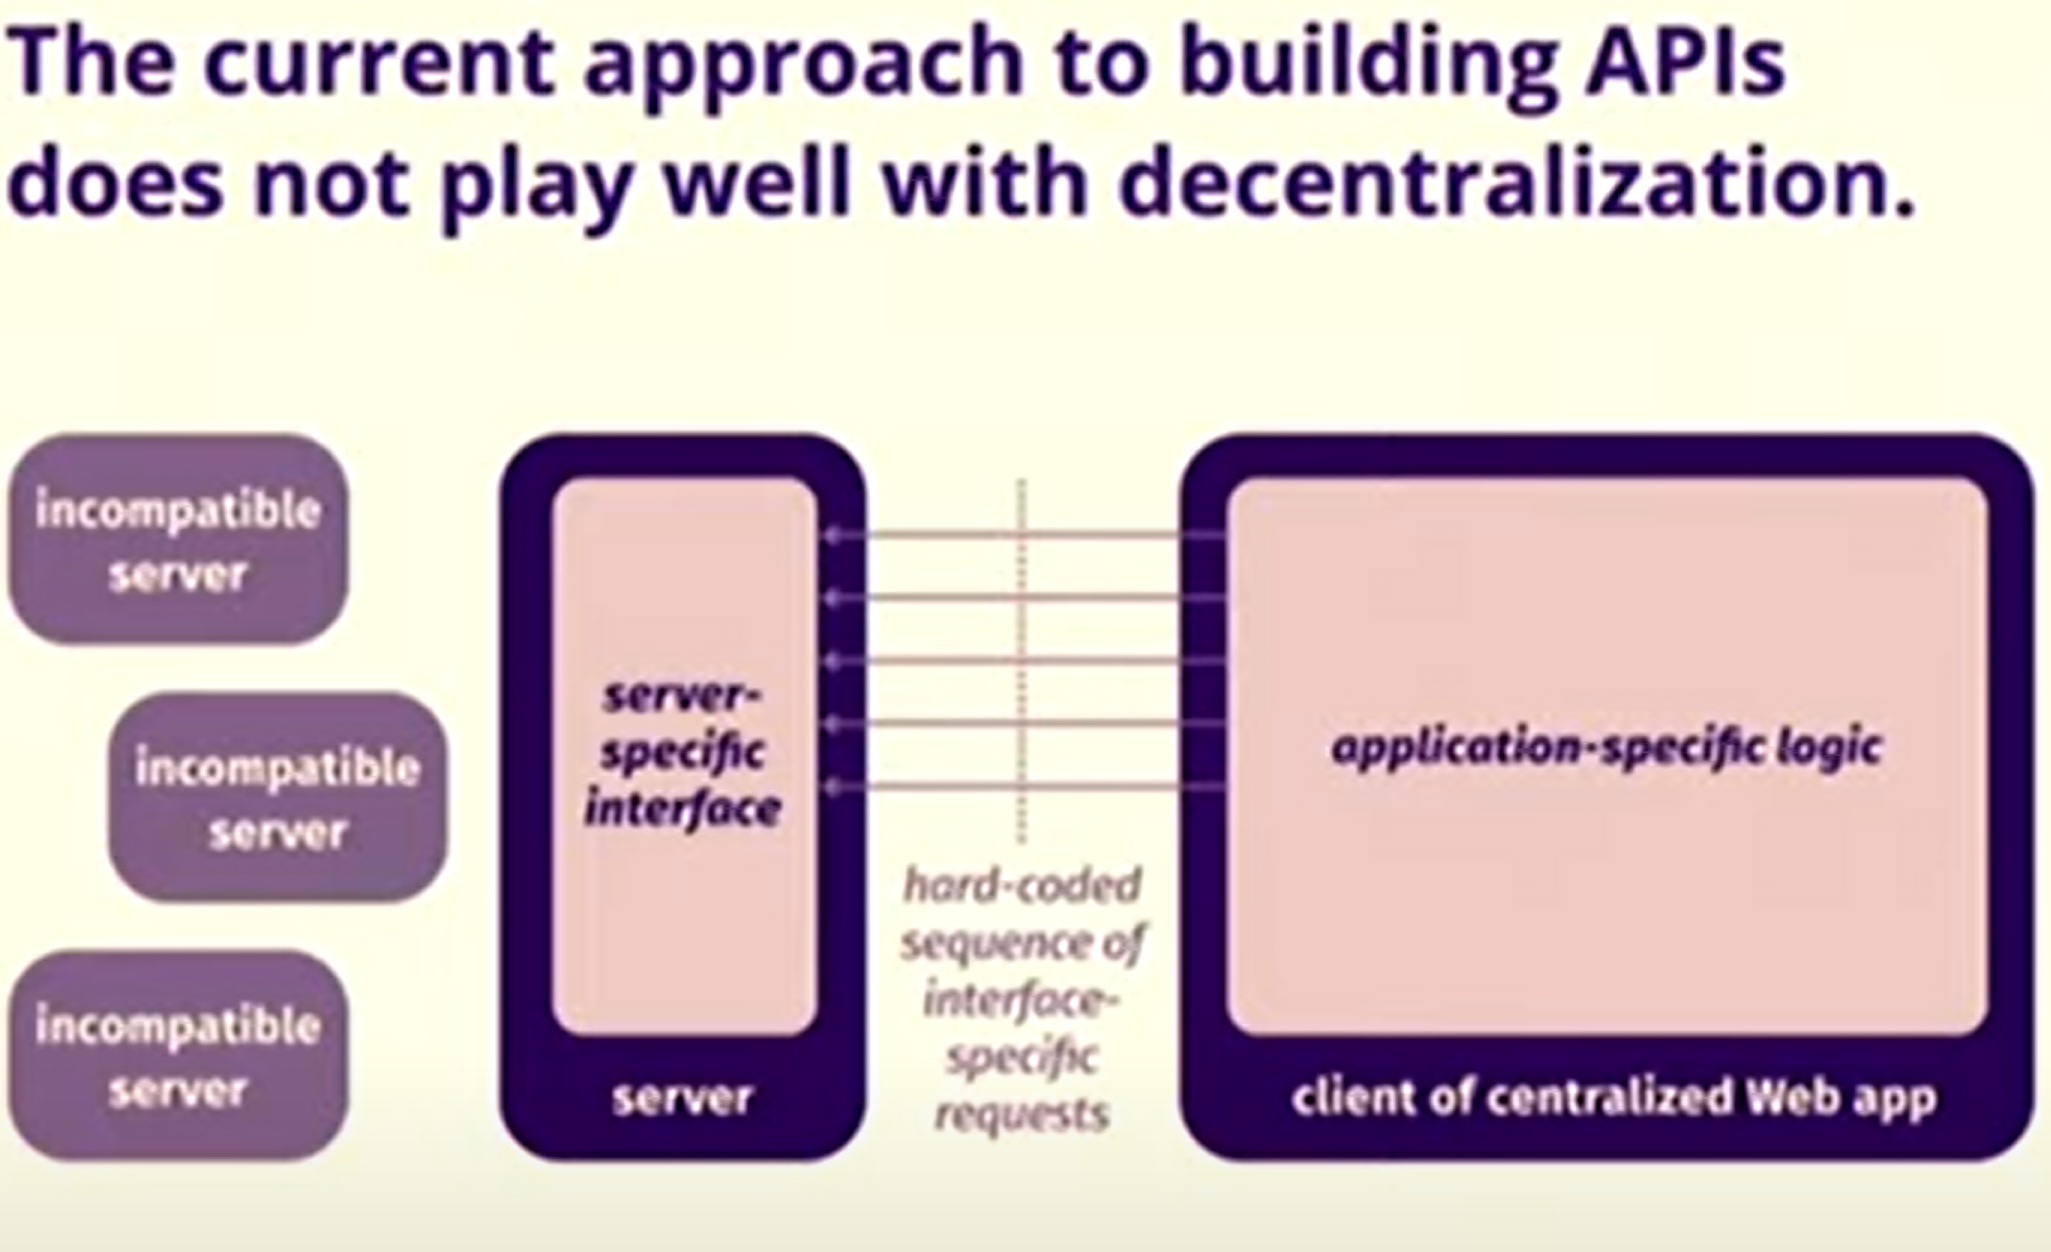 The current approach to building APIs
does not play well with decentralization.
incompatible
server
incompatible
server
incompatible
server
server-
specific
interface
server
hard-coded
sequence of
interface-
specific
requests
application-specific logic
client of centralized Web app